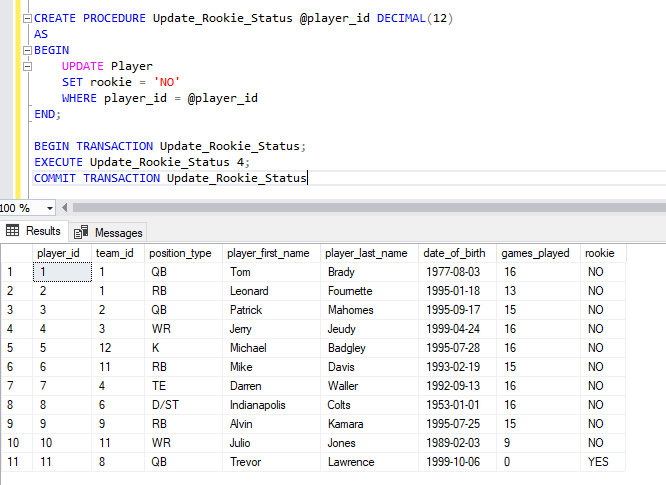 CREATE PROCEDURE Update_Rookie_Status @player_id DECIMAL(12)
AS
BEGIN
UPDATE Player
SET rookie = 'NO'
WHERE player_id = @player_id
END;
BEGIN TRANSACTION Update_Rookie_Status;
EXECUTE Update_Rookie_Status 4;
COMMIT TRANSACTION Update_Rookie_Status
100 %
Results Messages
player_id team_id position_type player_first_name player_last_name date_of_birth games_played rookie
1 1 1 QB Tom Brady 1977-08-03 16 NO
2 2 1 RB Leonard Fournette 1995-01-18 13 NO
3 3 2 QB Patrick Mahomes 1995-09-17 15 NO
4 4 3 WR Jerry Jeudy 1999-04-24 16 NO
5 5 12 K Michael Badgley 1995-07-28 16 NO
6 6 11 RB Mike Davis 1993-02-19 15 NO
7 7 4 TE Darren Waller 1992-09-13 16 NO
8 8 6 D/ST Indianapolis Colts 1953-01-01 16 NO
9 9 9 RB Alvin Kamara 1995-07-25 15 NO
10 10 11 WR Julio Jones 1989-02-03 9 NO
11 11 8 QB Trevor Lawrence 1999-10-06 0 YES